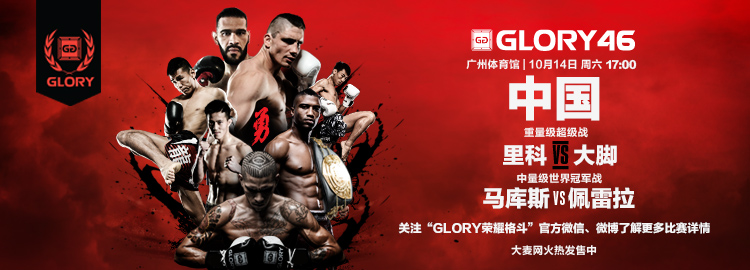 GLORY
勇
GLORY 46
广州体育馆 | 10月14日 周六 17:00
中国
重量级超级战
里科 VS 大脚
中量级世界冠军战
马库斯 VS 佩雷拉
关注“GLORY荣耀格斗”官方微信、微博了解更多比赛详情
大麦网火热发售中